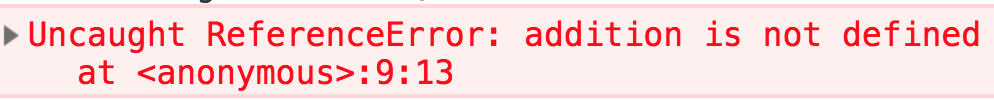 Uncaught ReferenceError: addition is not defined
at <anonymous>:9:13